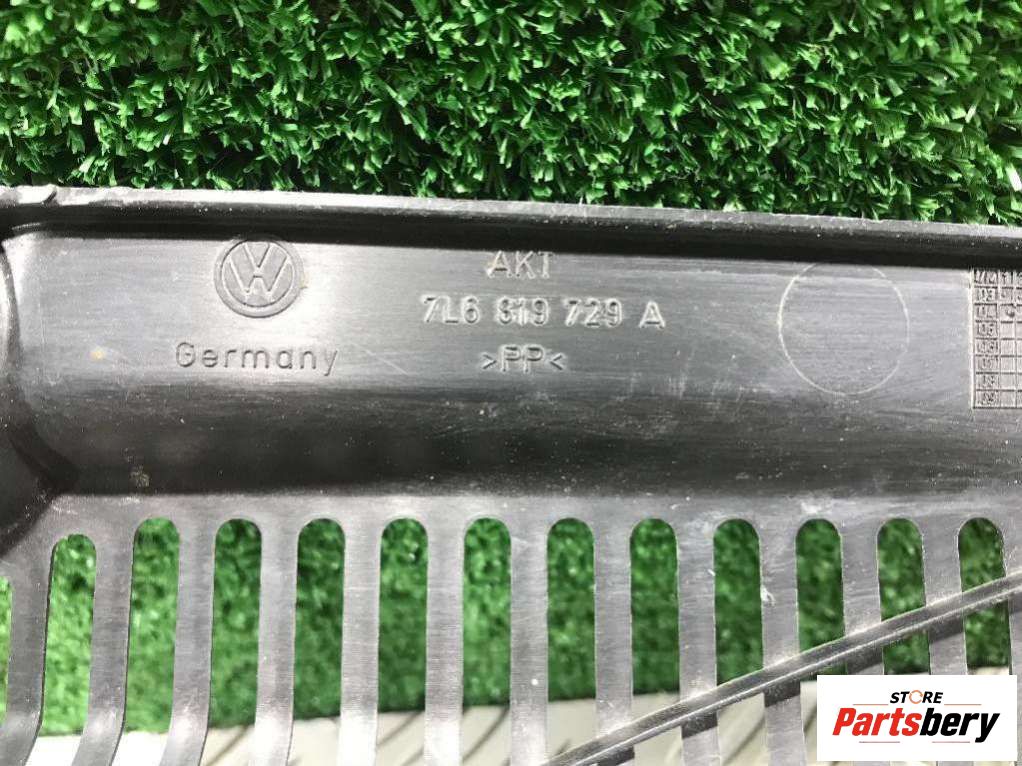 AKT
7L6 819 729 A
Germany
>PP<
STORE
Partsbery